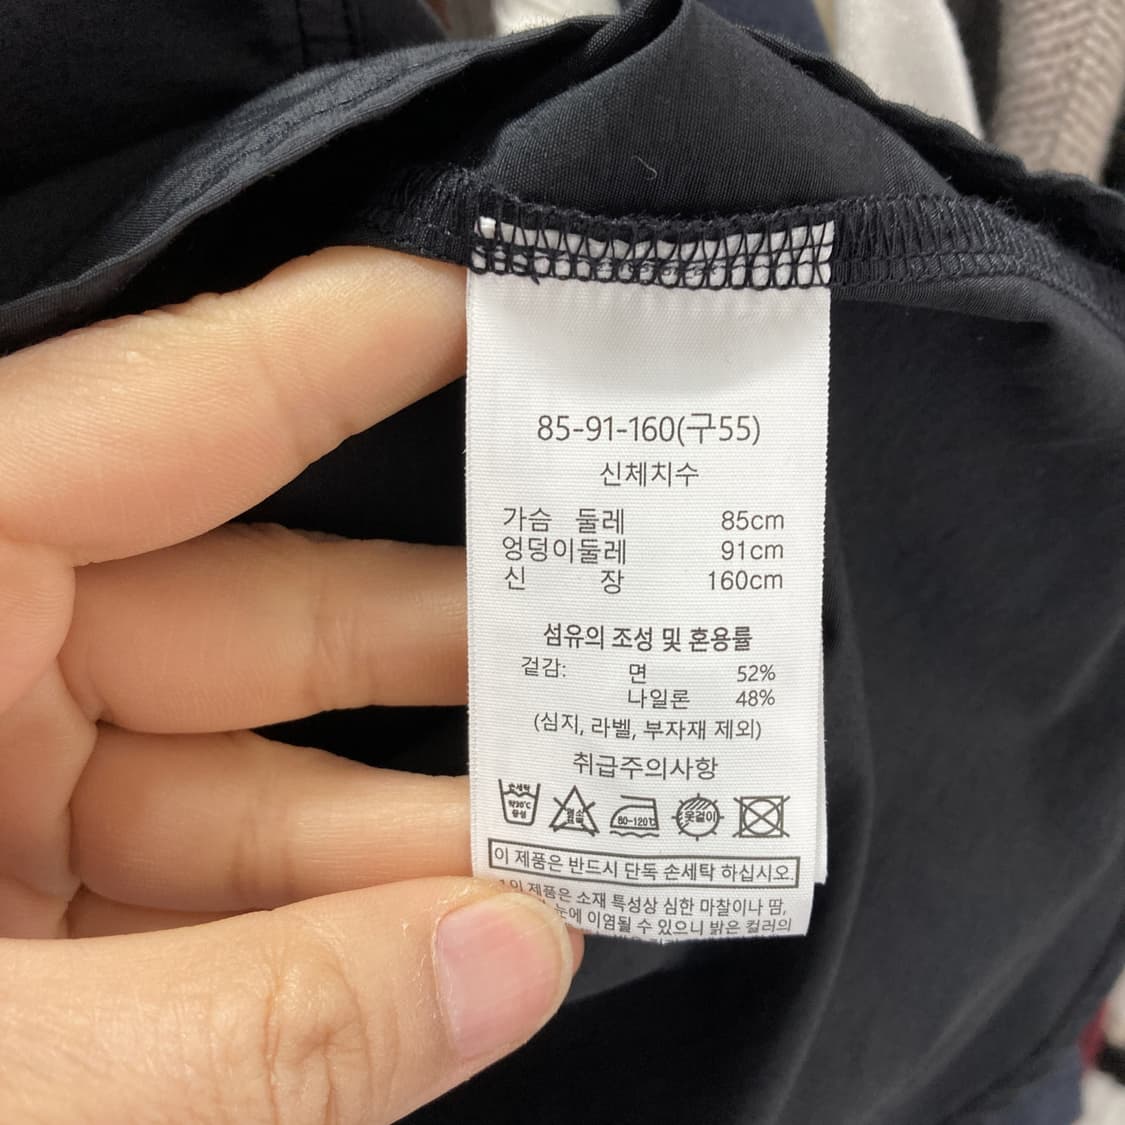 85-91-160(구55)
신체치수
가슴 둘레 85cm
엉덩이둘레 91cm
신 장 160cm
섬유의 조성 및 혼용률
겉감: 면 52%
나일론 48%
(심지, 라벨, 부자재 제외)
취급주의사항
손세탁 약30℃ 중성 염소 80-120℃ 옷걸이
이 제품은 반드시 단독 손세탁 하십시오.
이 제품은 소재 특성상 심한 마찰이나 땀,
눈에 이염될 수 있으니 밝은 컬러의